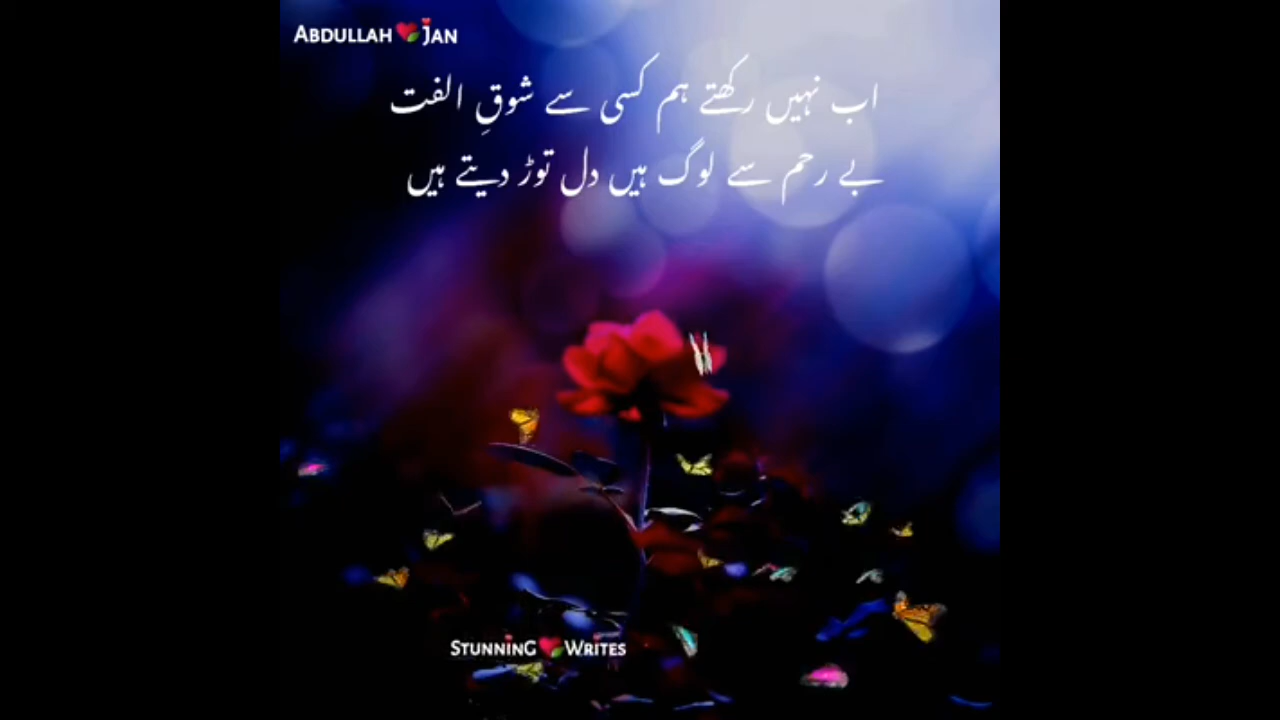 Abdullah Jan
اب نہیں رکھتے ہم کسی سے شوقِ الفت
بے رحم سے لوگ ہیں دل توڑ دیتے ہیں
Stunning Writes